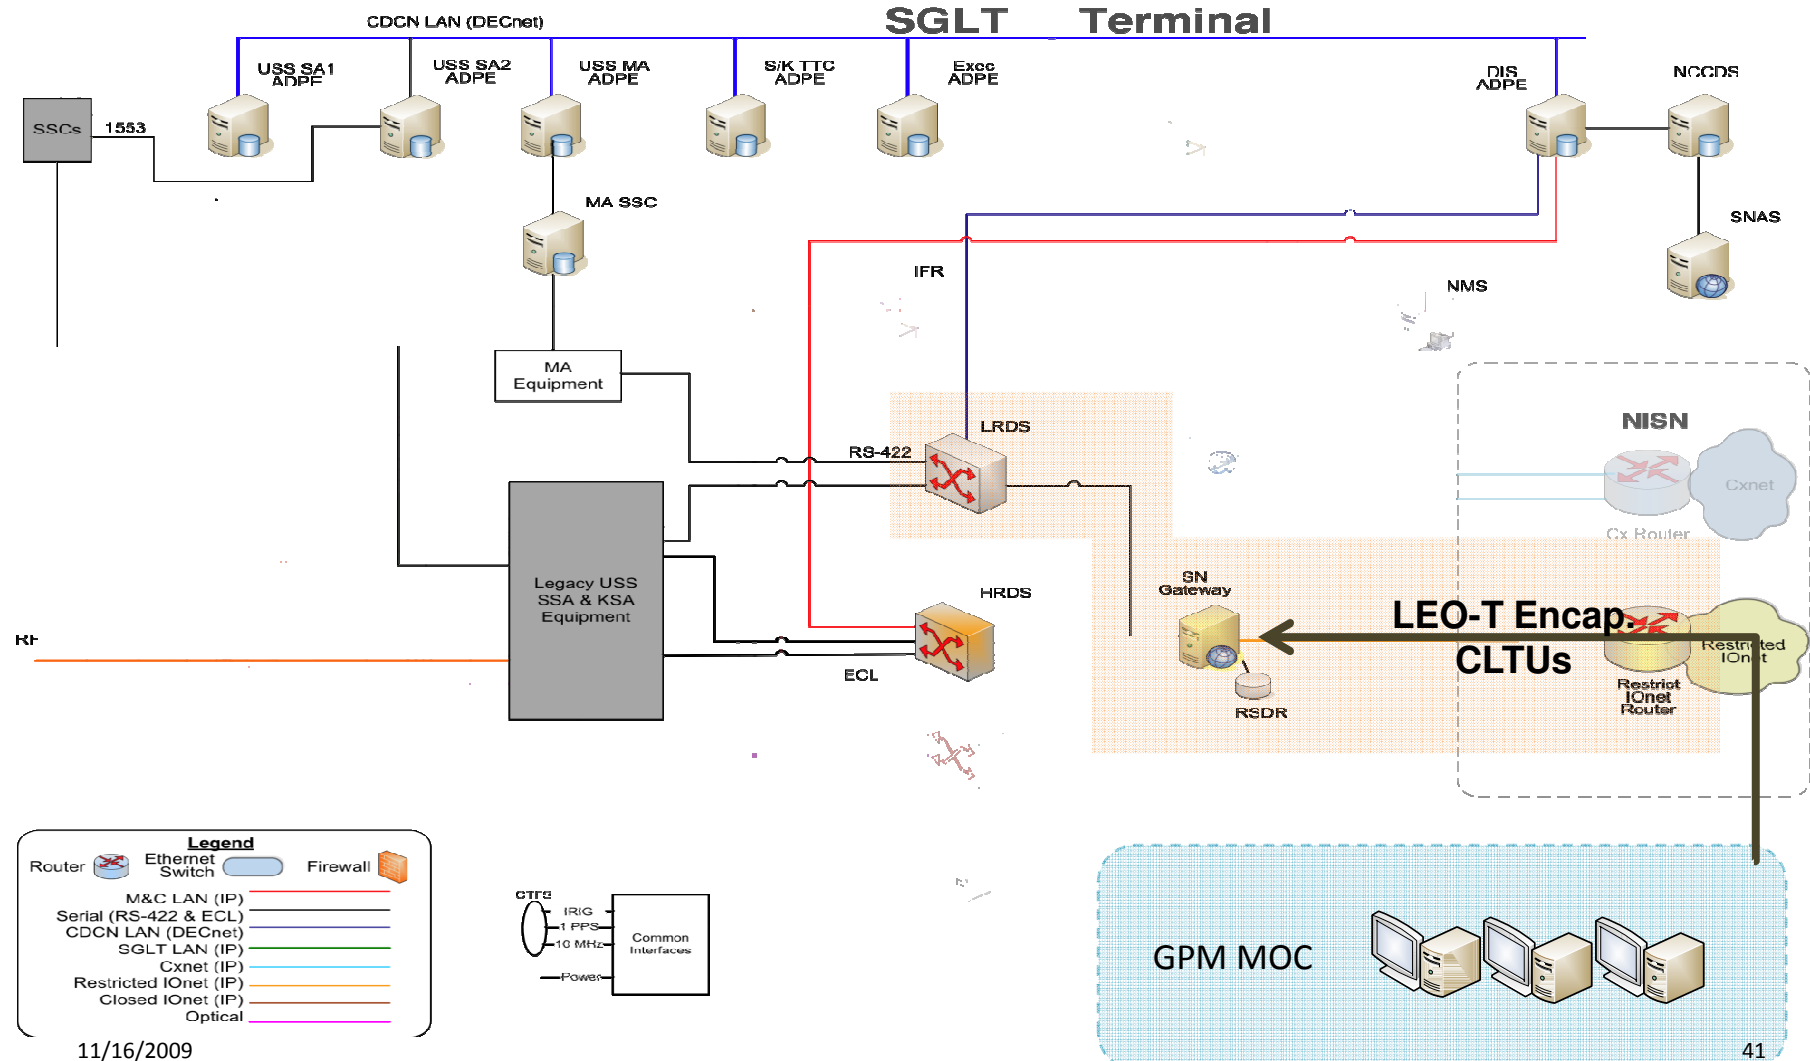 SGLT Terminal
CDCN LAN (DECnet)
USS SA1
ADPE
USS SA2
ADPE
USS MA
ADPE
S/K TTC
ADPE
Exec
ADPE
DIS
ADPE
NCCDS
SSCs
1553
MA SSC
SNAS
IFR
NMS
MA
Equipment
NISN
LRDS
RS-422
Cxnet
Cx Router
SN
Gateway
Legacy USS
SSA & KSA
Equipment
HRDS
LEO-T Encap.
CLTUs
RF
Restricted
IOnet
ECL
Restrict
IOnet
Router
RSDR
Legend
Router
Ethernet
Switch
Firewall
M&C LAN (IP)
Serial (RS-422 & ECL)
CDCN LAN (DECnet)
SGLT LAN (IP)
Cxnet (IP)
Restricted IOnet (IP)
Closed IOnet (IP)
Optical
CTFS
IRIG
1 PPS
10 MHz
Power
Common
Interfaces
GPM MOC
11/16/2009
41